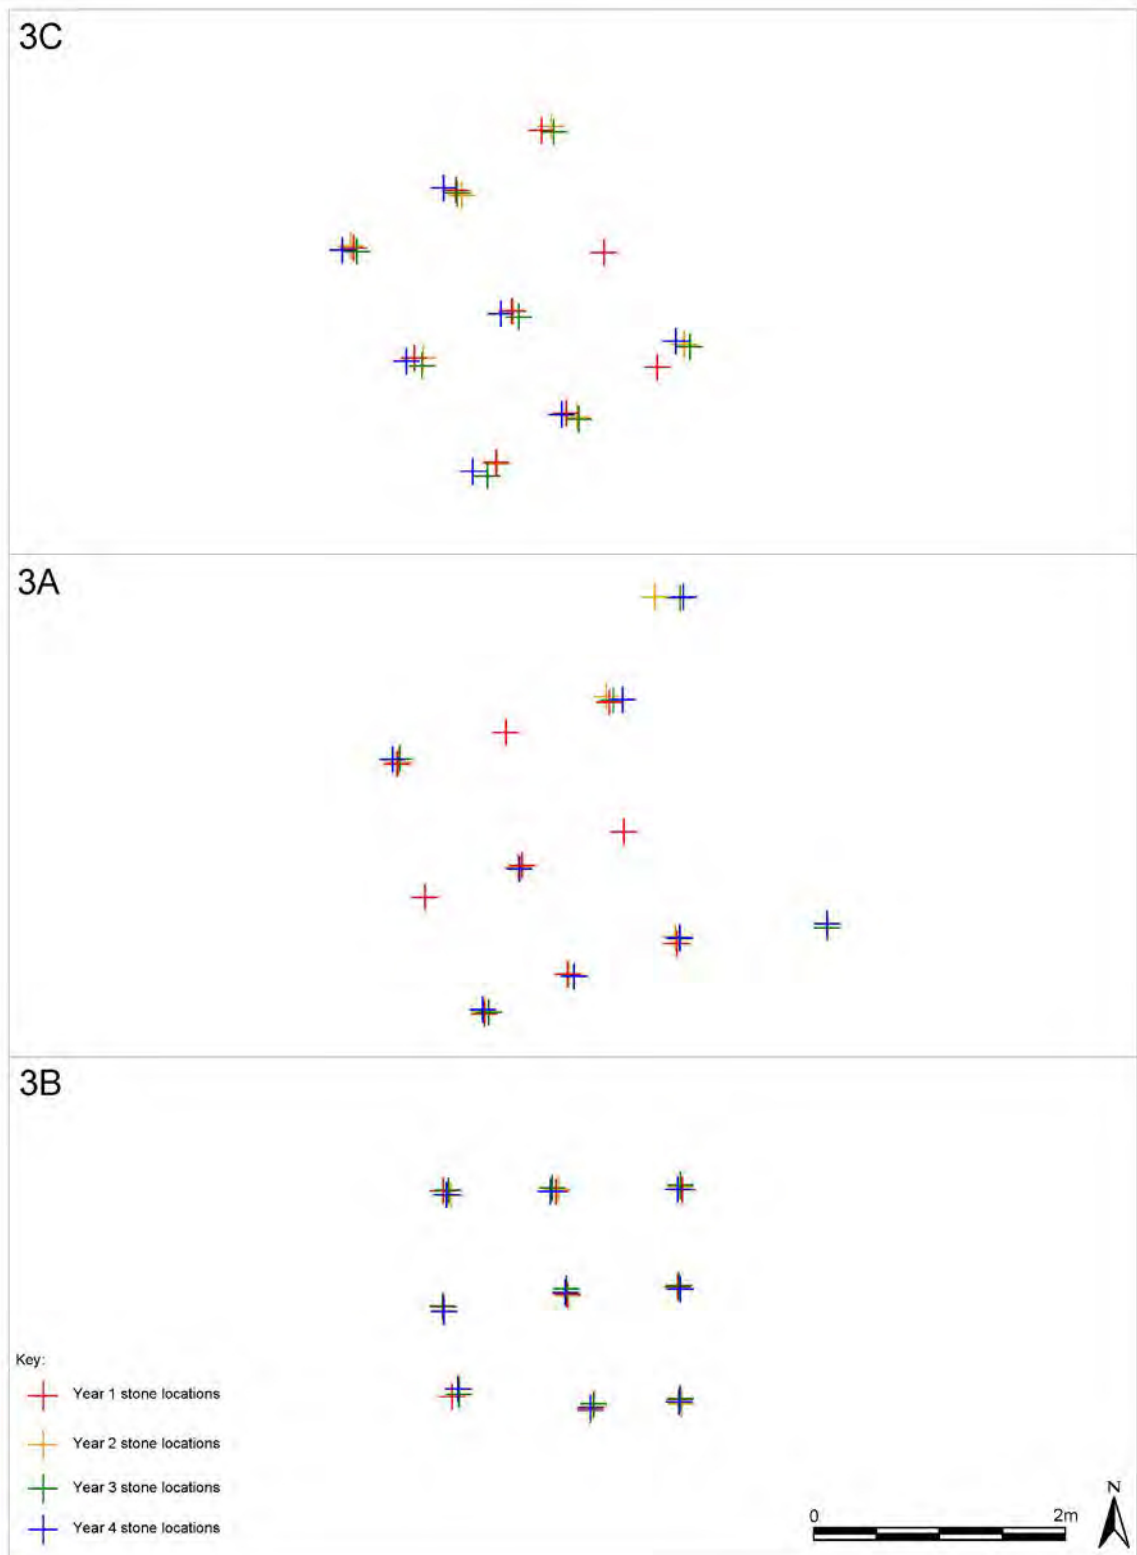 3C
3A
3B
Key:
Year 1 stone locations
Year 2 stone locations
Year 3 stone locations
Year 4 stone locations
0 2m
N